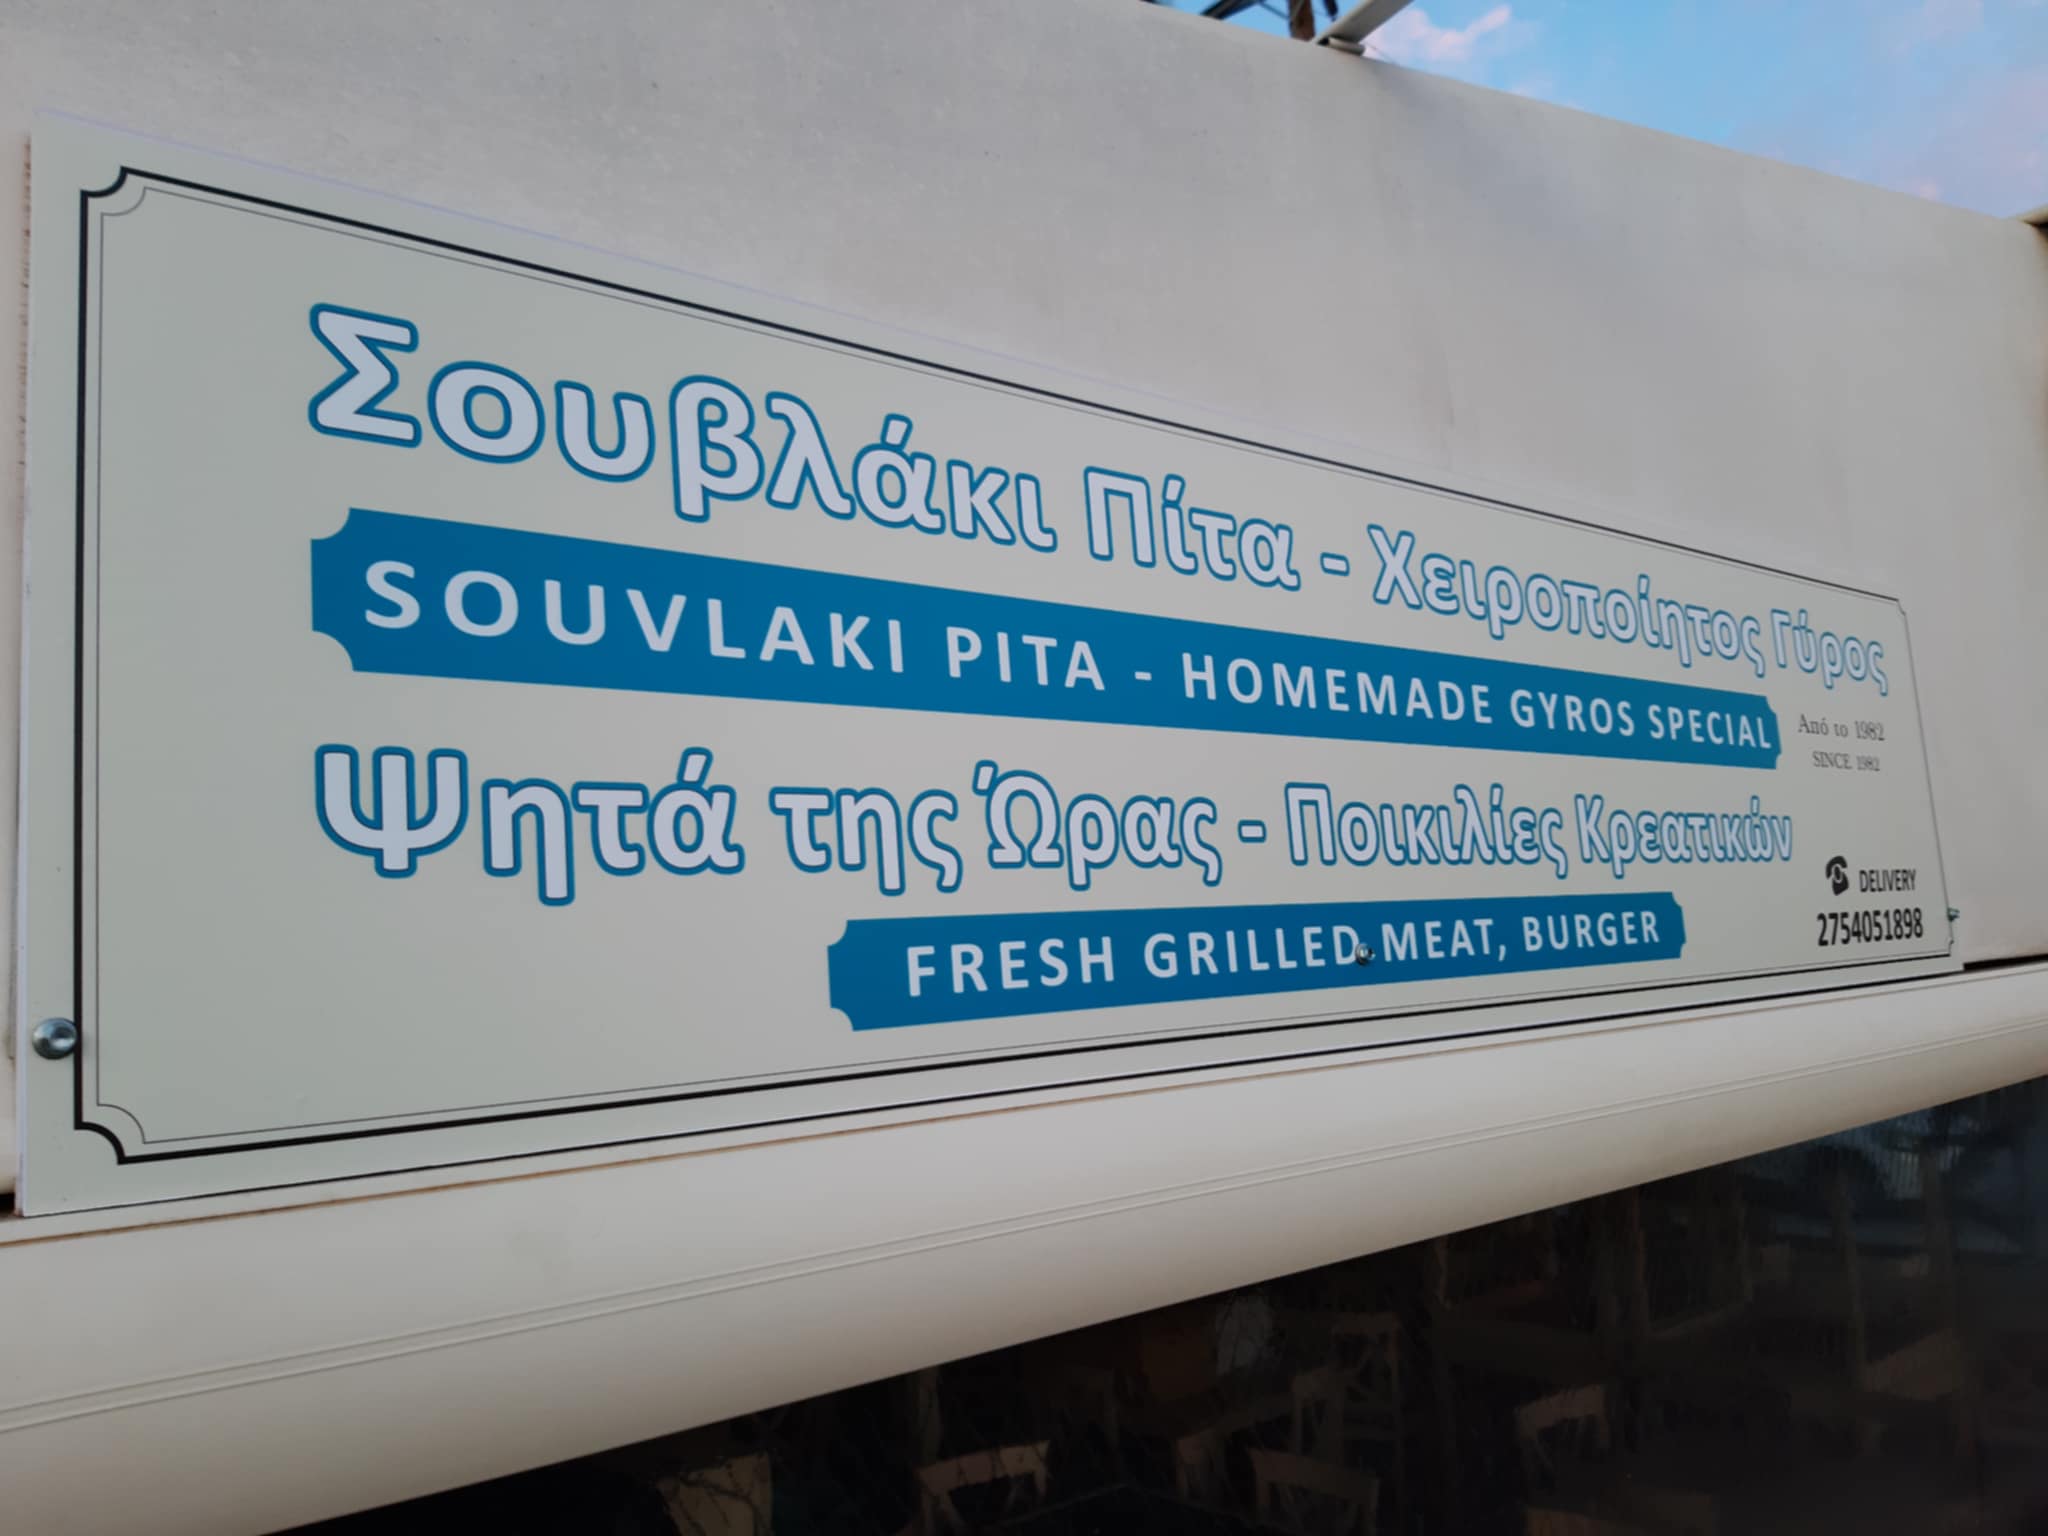 Σουβλάκι Πίτα - Χειροποίητος Γύρος
SOUVLAKI PITA - HOMEMADE GYROS SPECIAL
Από το 1982
SINCE 1982
Ψητά της Ώρας - Ποικιλίες Κρεατικών
FRESH GRILLED MEAT, BURGER
DELIVERY
2754051898